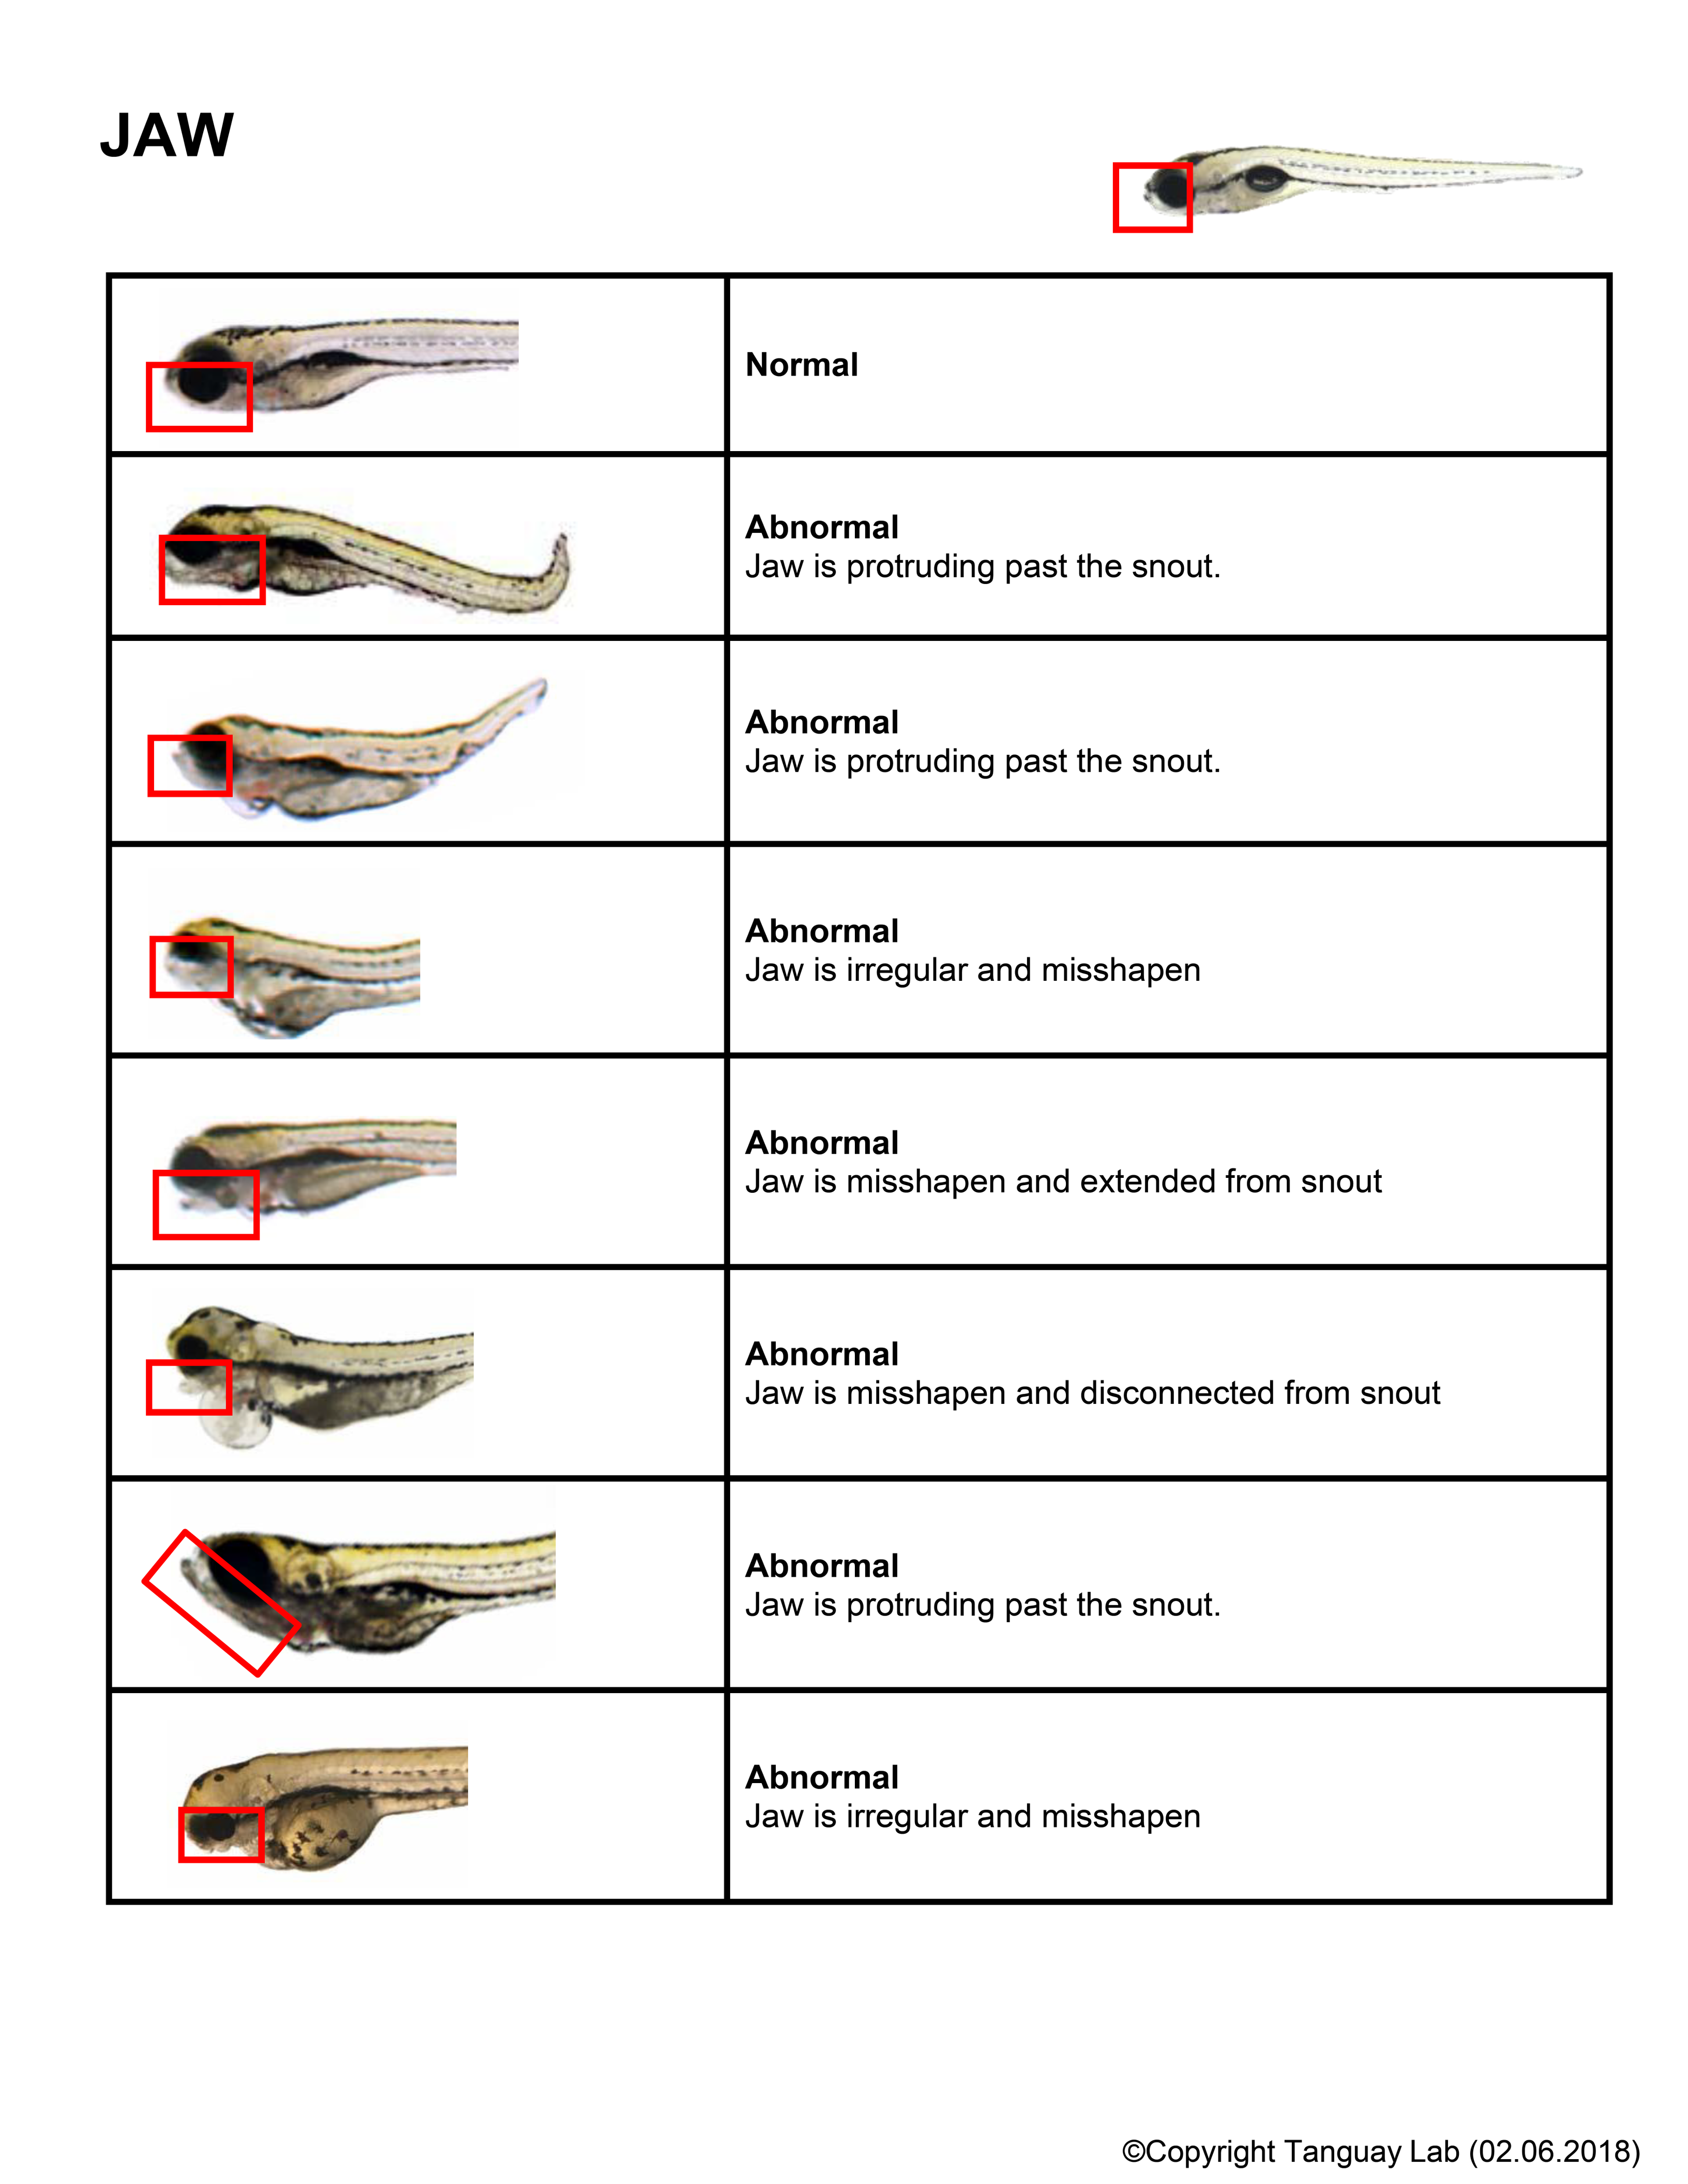 JAW
Normal
Abnormal
Jaw is protruding past the snout.
Abnormal
Jaw is protruding past the snout.
Abnormal
Jaw is irregular and misshapen
Abnormal
Jaw is misshapen and extended from snout
Abnormal
Jaw is misshapen and disconnected from snout
Abnormal
Jaw is protruding past the snout.
Abnormal
Jaw is irregular and misshapen
©Copyright Tanguay Lab (02.06.2018)